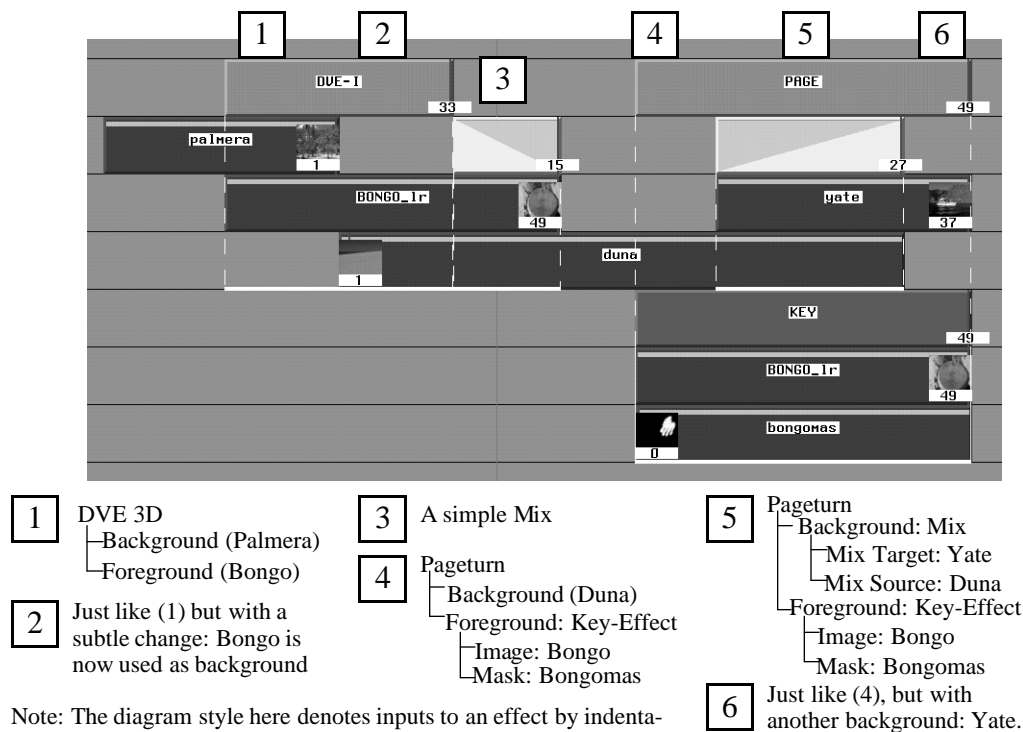 1 2 3 4 5 6
DVE-I
33
PAGE
49
palmera
1
15
27
BONGO_lr
49
yate
37
duna
1
KEY
49
BONGO_lr
49
bongomas
0
1
DVE 3D
Background (Palmera)
Foreground (Bongo)
2
Just like (1) but with a
subtle change: Bongo is
now used as background
3
A simple Mix
4
Pageturn
Background (Duna)
Foreground: Key-Effect
Image: Bongo
Mask: Bongomas
5
Pageturn
Background: Mix
Mix Target: Yate
Mix Source: Duna
Foreground: Key-Effect
Image: Bongo
Mask: Bongomas
6
Just like (4), but with
another background: Yate.
Note: The diagram style here denotes inputs to an effect by indenta-